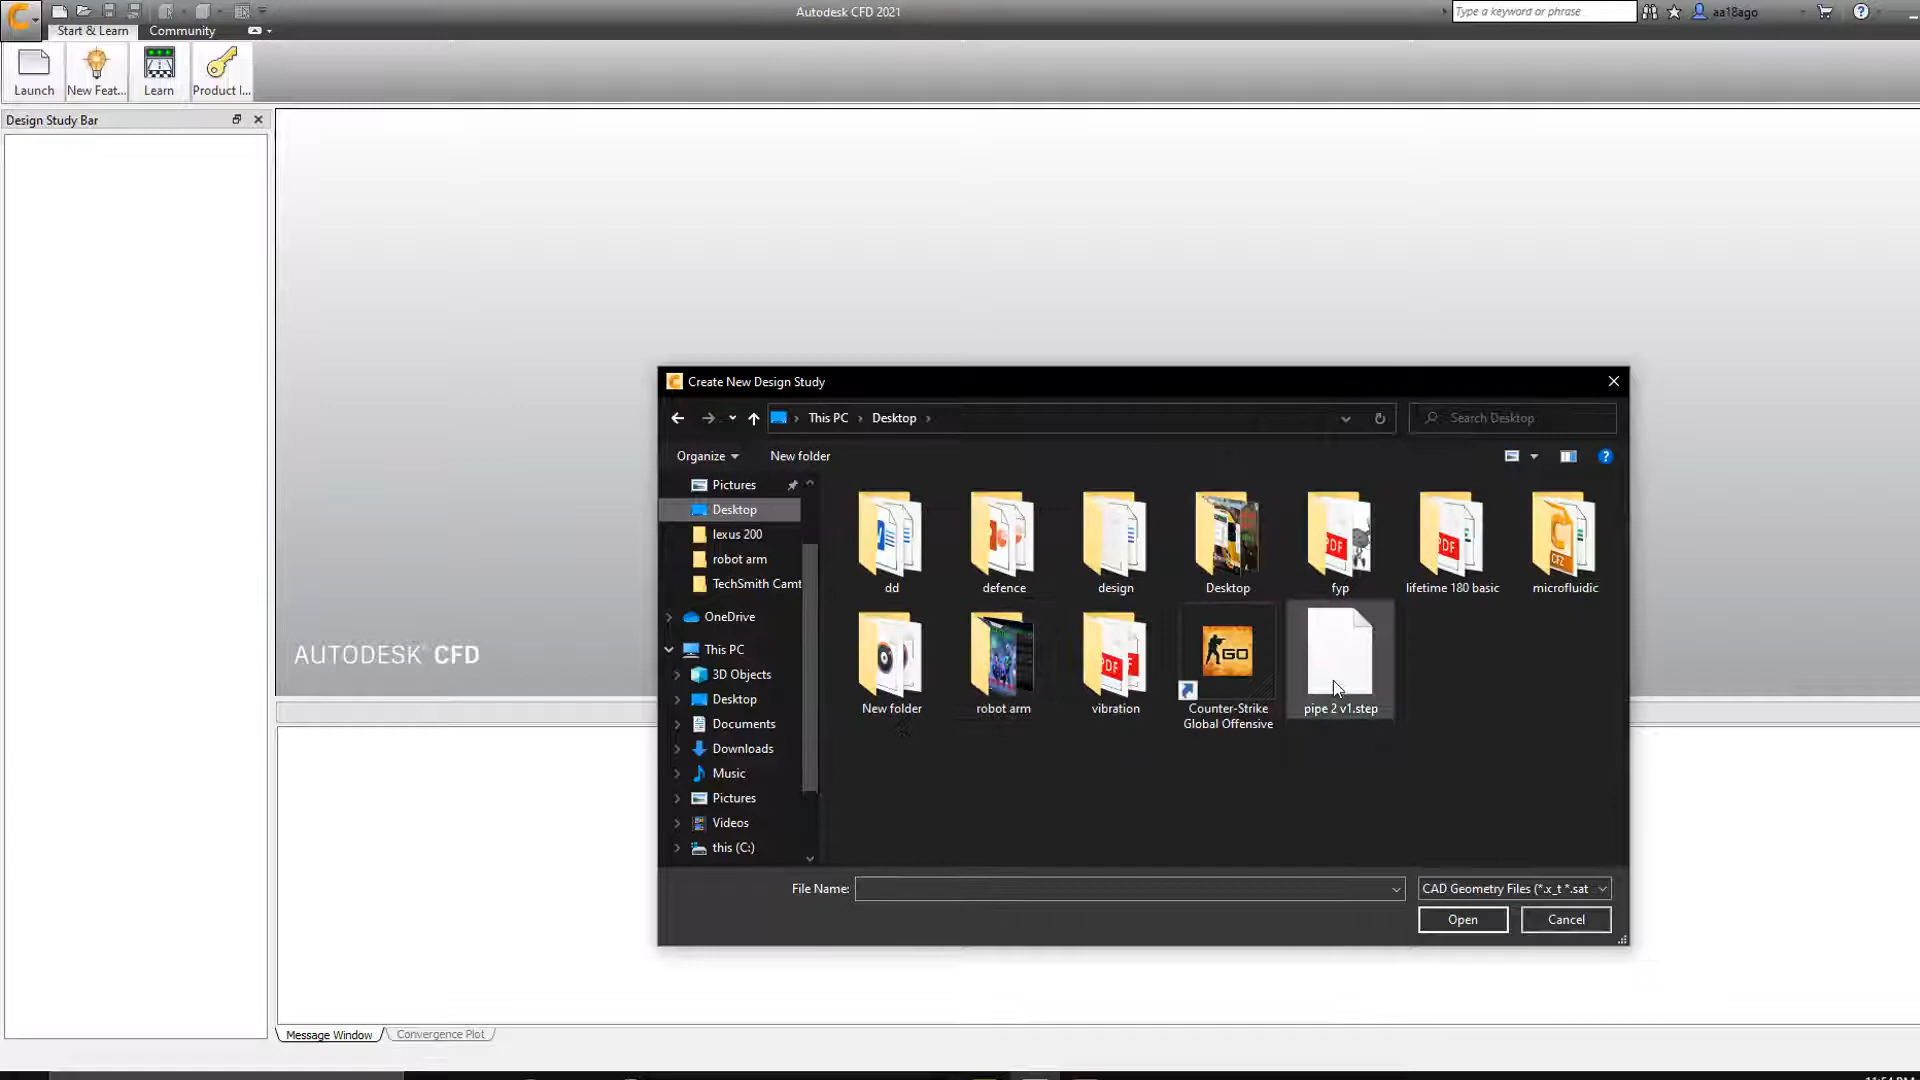 Autodesk CFD 2021
Type a keyword or phrase
aa18ago
Start & Learn
Community
Launch
New Feat...
Learn
Product I...
Design Study Bar
AUTODESK CFD
Create New Design Study
This PC
Desktop
Search Desktop
Organize
New folder
Pictures
Desktop
lexus 200
robot arm
TechSmith Camt
OneDrive
This PC
3D Objects
Desktop
Documents
Downloads
Music
Pictures
Videos
this (C:)
dd
defence
design
Desktop
fyp
lifetime 180 basic
microfluidic
New folder
robot arm
vibration
Counter-Strike
Global Offensive
pipe 2 v1.step
File Name:
CAD Geometry Files (*.x_t *.sat
Open
Cancel
Message Window
Convergence Plot